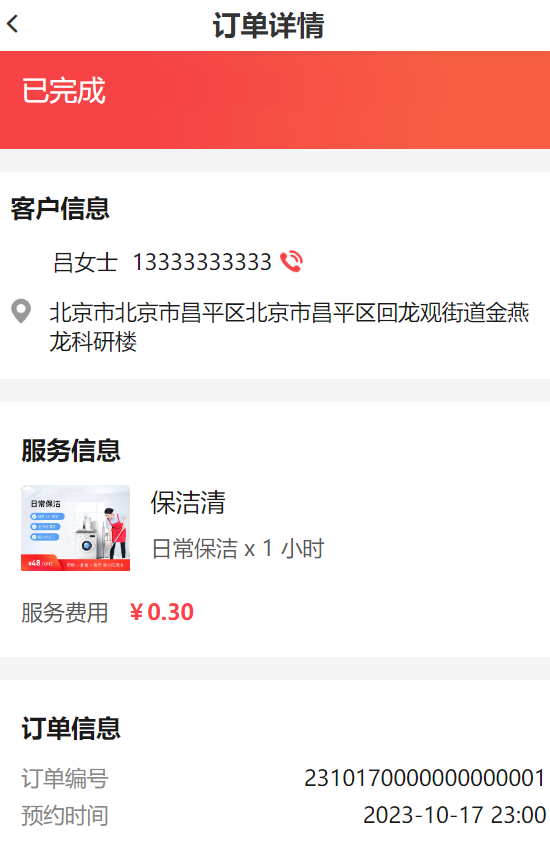 订单详情
已完成
客户信息
吕女士 13333333333
北京市北京市昌平区北京市昌平区回龙观街道金燕
龙科研楼
服务信息
日常保洁
¥48
保洁清
日常保洁 x 1 小时
服务费用 ¥0.30
订单信息
订单编号 2310170000000000001
预约时间 2023-10-17 23:00